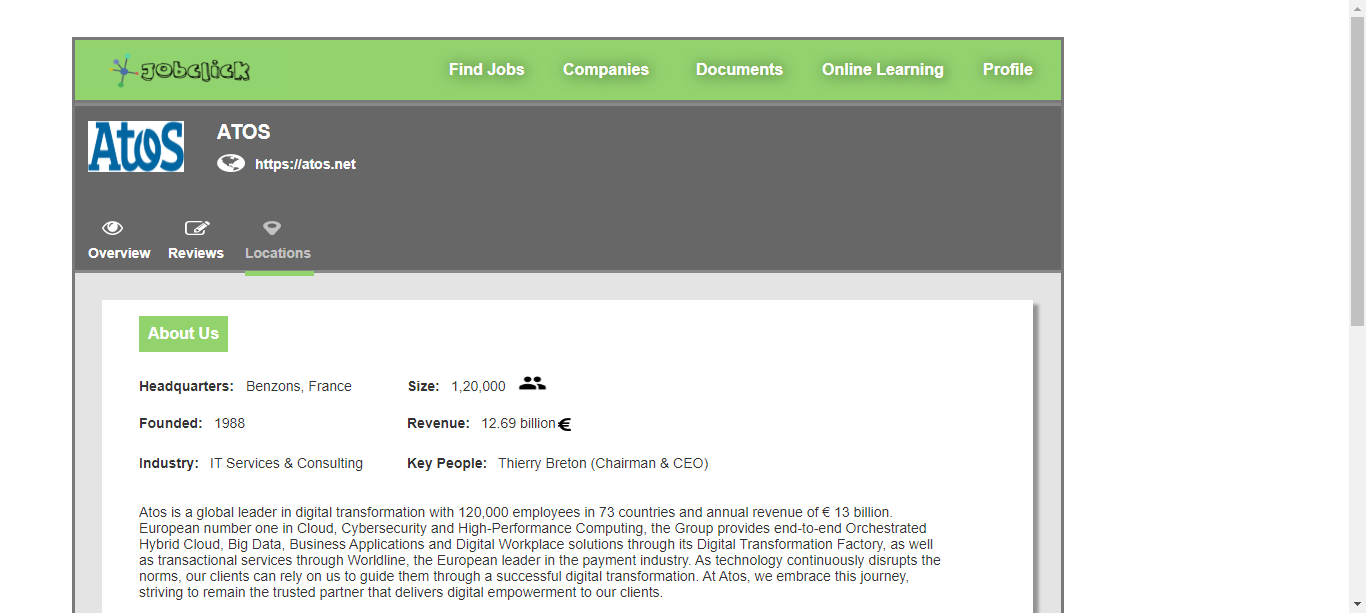 jobclick Find Jobs Companies Documents Online Learning Profile
Atos ATOS
https://atos.net
Overview Reviews Locations
About Us
Headquarters: Benzons, France Size: 1,20,000
Founded: 1988 Revenue: 12.69 billion €
Industry: IT Services & Consulting Key People: Thierry Breton (Chairman & CEO)
Atos is a global leader in digital transformation with 120,000 employees in 73 countries and annual revenue of € 13 billion.
European number one in Cloud, Cybersecurity and High-Performance Computing, the Group provides end-to-end Orchestrated
Hybrid Cloud, Big Data, Business Applications and Digital Workplace solutions through its Digital Transformation Factory, as well
as transactional services through Worldline, the European leader in the payment industry. As technology continuously disrupts the
norms, our clients can rely on us to guide them through a successful digital transformation. At Atos, we embrace this journey,
striving to remain the trusted partner that delivers digital empowerment to our clients.